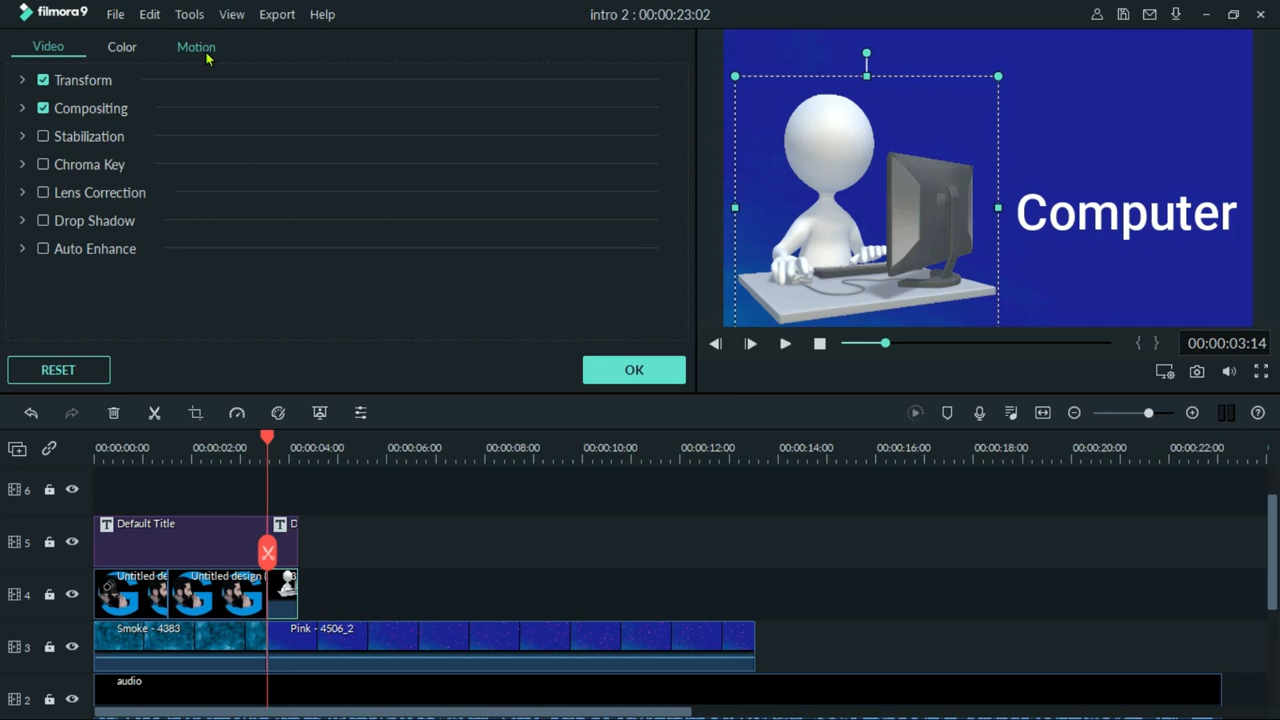 filmora9 File Edit Tools View Export Help intro 2 : 00:00:23:02
Video Color Motion
Transform
Compositing
Stabilization
Chroma Key
Lens Correction
Drop Shadow
Auto Enhance
Computer
RESET OK
00:00:03:14
00:00:00:00 00:00:02:00 00:00:04:00 00:00:06:00 00:00:08:00 00:00:10:00 00:00:12:00 00:00:14:00 00:00:16:00 00:00:18:00 00:00:20:00 00:00:22:00
6
5 T Default Title T D
4 Untitled de Untitled design (
3 Smoke - 4383 Pink - 4506_2
2 audio